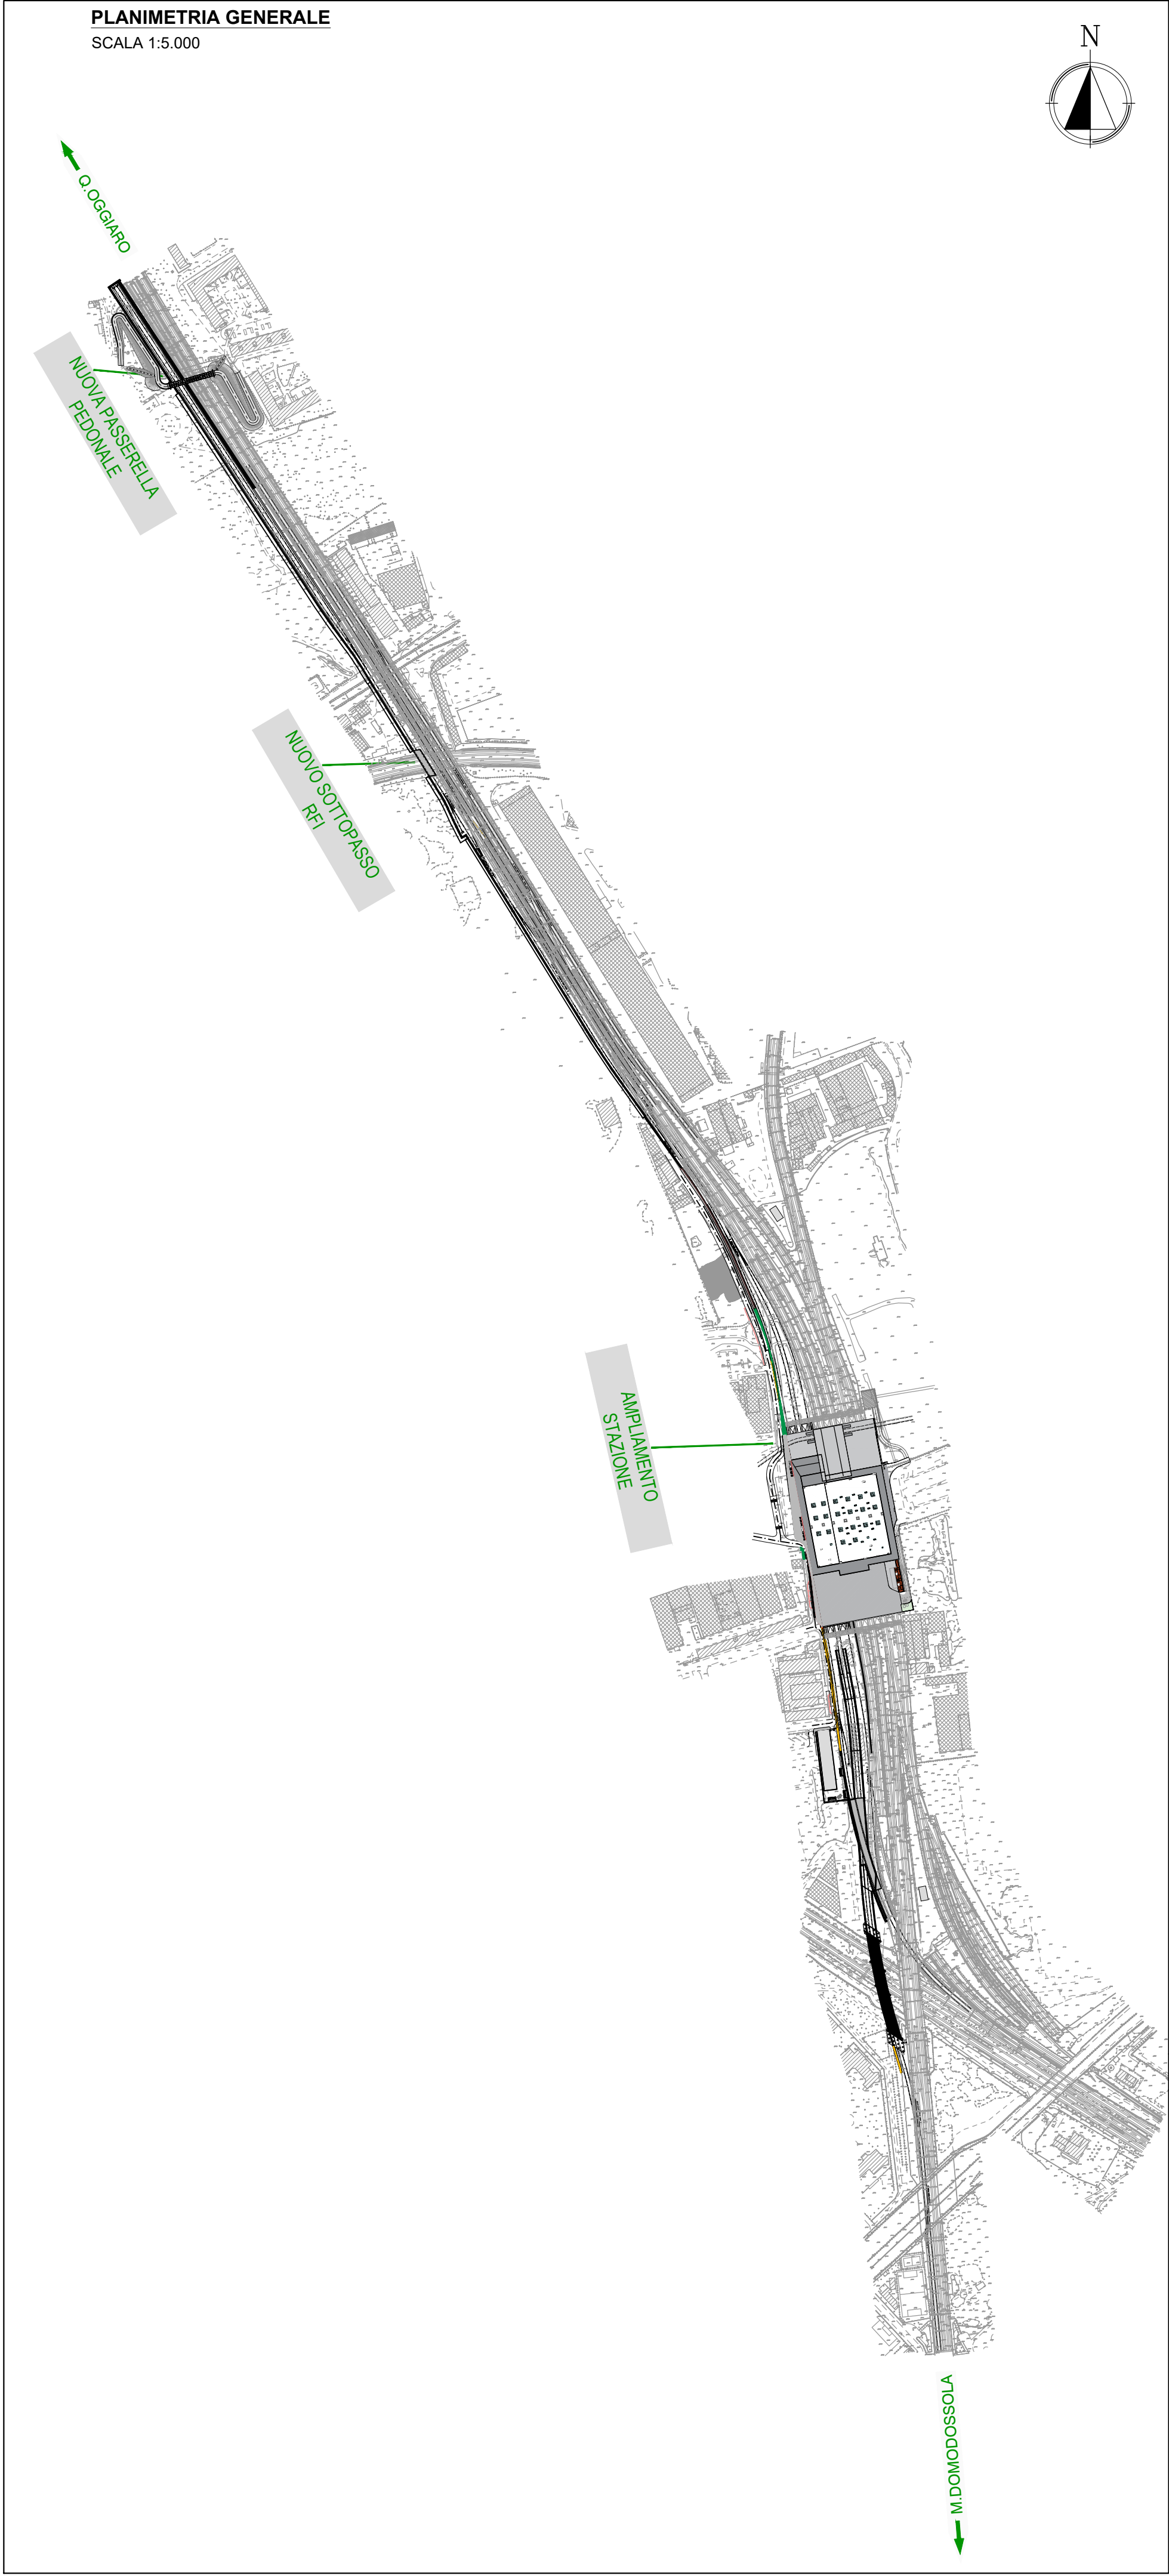 PLANIMETRIA GENERALE
SCALA 1:5.000
N
Q.OGGIARO
NUOVA PASSERELLA
PEDONALE
NUOVO SOTTOPASSO
RFI
AMPLIAMENTO
STAZIONE
M.DOMODOSSOLA